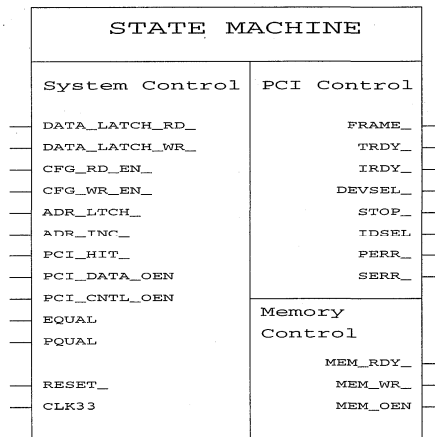 STATE MACHINE
System Control
DATA_LATCH_RD_
DATA_LATCH_WR_
CFG_RD_EN_
CFG_WR_EN_
ADR_LTCH_
ADR_INC_
PCI_HIT_
PCI_DATA_OEN
PCI_CNTL_OEN
EQUAL
PQUAL
RESET_
CLK33
PCI Control
FRAME_
TRDY_
IRDY_
DEVSEL_
STOP_
IDSEL
PERR_
SERR_
Memory
Control
MEM_RDY_
MEM_WR_
MEM_OEN